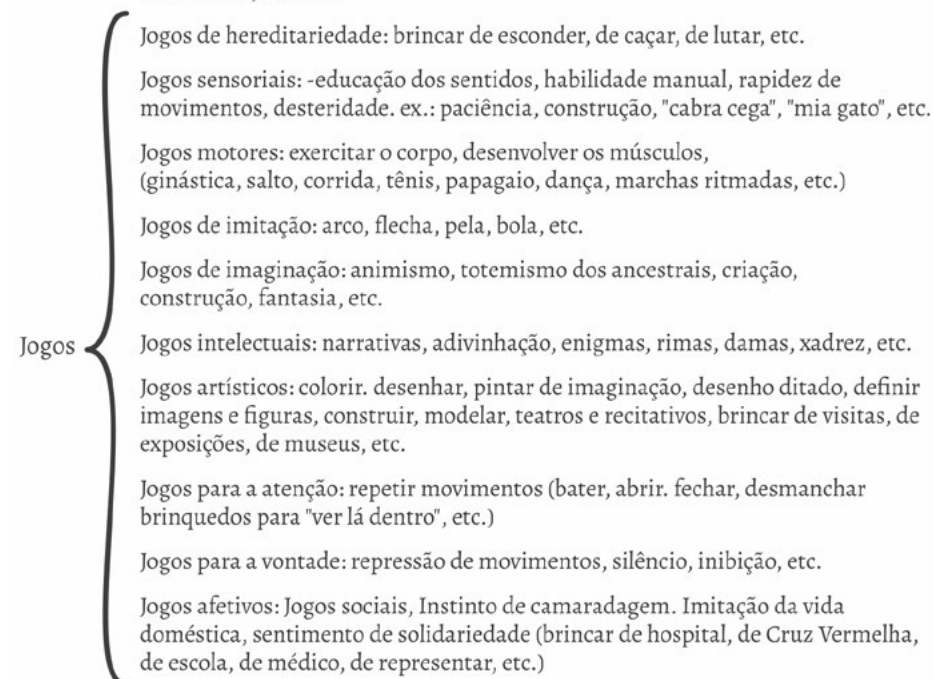 Jogos de hereditariedade: brincar de esconder, de caçar, de lutar, etc.
Jogos sensoriais: -educação dos sentidos, habilidade manual, rapidez de
movimentos, desteridade. ex.: paciência, construção, "cabra cega", "mia gato", etc.
Jogos motores: exercitar o corpo, desenvolver os músculos,
(ginástica, salto, corrida, tênis, papagaio, dança, marchas ritmadas, etc.)
Jogos de imitação: arco, flecha, pela, bola, etc.
Jogos de imaginação: animismo, totemismo dos ancestrais, criação,
construção, fantasia, etc.
Jogos
Jogos intelectuais: narrativas, adivinhação, enigmas, rimas, damas, xadrez, etc.
Jogos artísticos: colorir. desenhar, pintar de imaginação, desenho ditado, definir
imagens e figuras, construir, modelar, teatros e recitativos, brincar de visitas, de
exposições, de museus, etc.
Jogos para a atenção: repetir movimentos (bater, abrir. fechar, desmanchar
brinquedos para "ver lá dentro", etc.)
Jogos para a vontade: repressão de movimentos, silêncio, inibição, etc.
Jogos afetivos: Jogos sociais, Instinto de camaradagem. Imitação da vida
doméstica, sentimento de solidariedade (brincar de hospital, de Cruz Vermelha,
de escola, de médico, de representar, etc.)